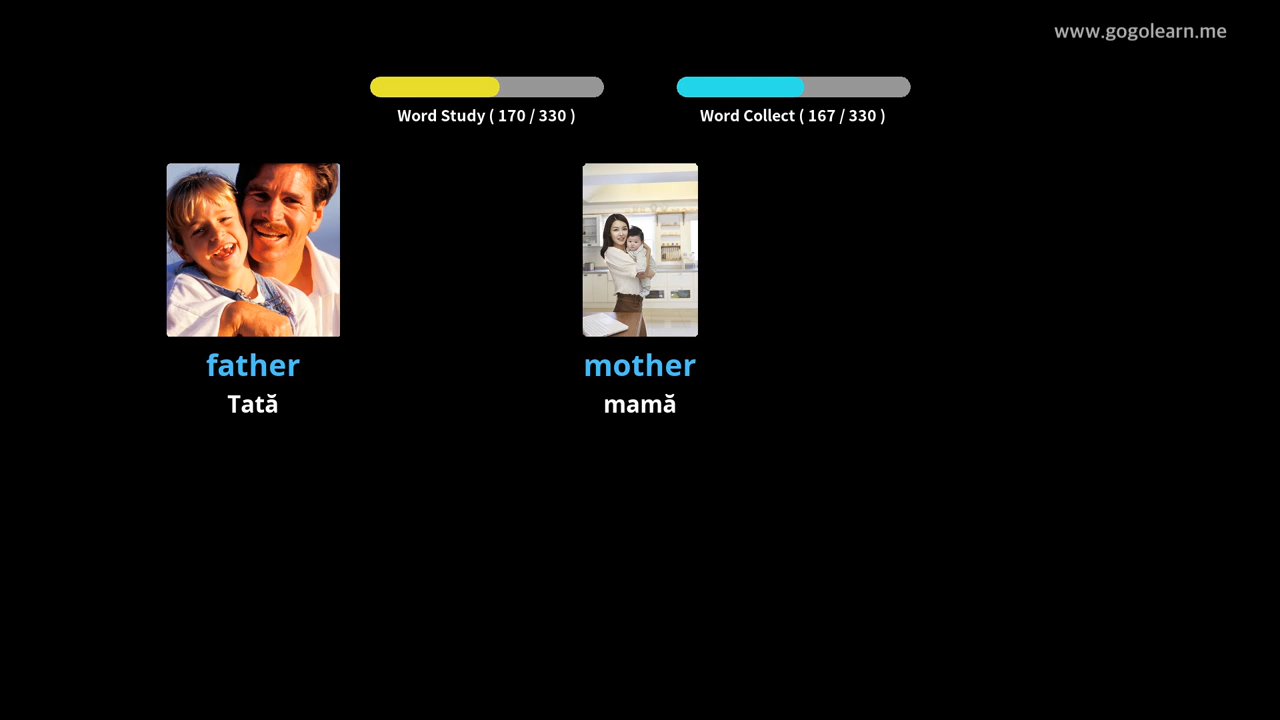 www.gogolearn.me
Word Study ( 170 / 330 )
Word Collect ( 167 / 330 )
father
Tată
mother
mamă